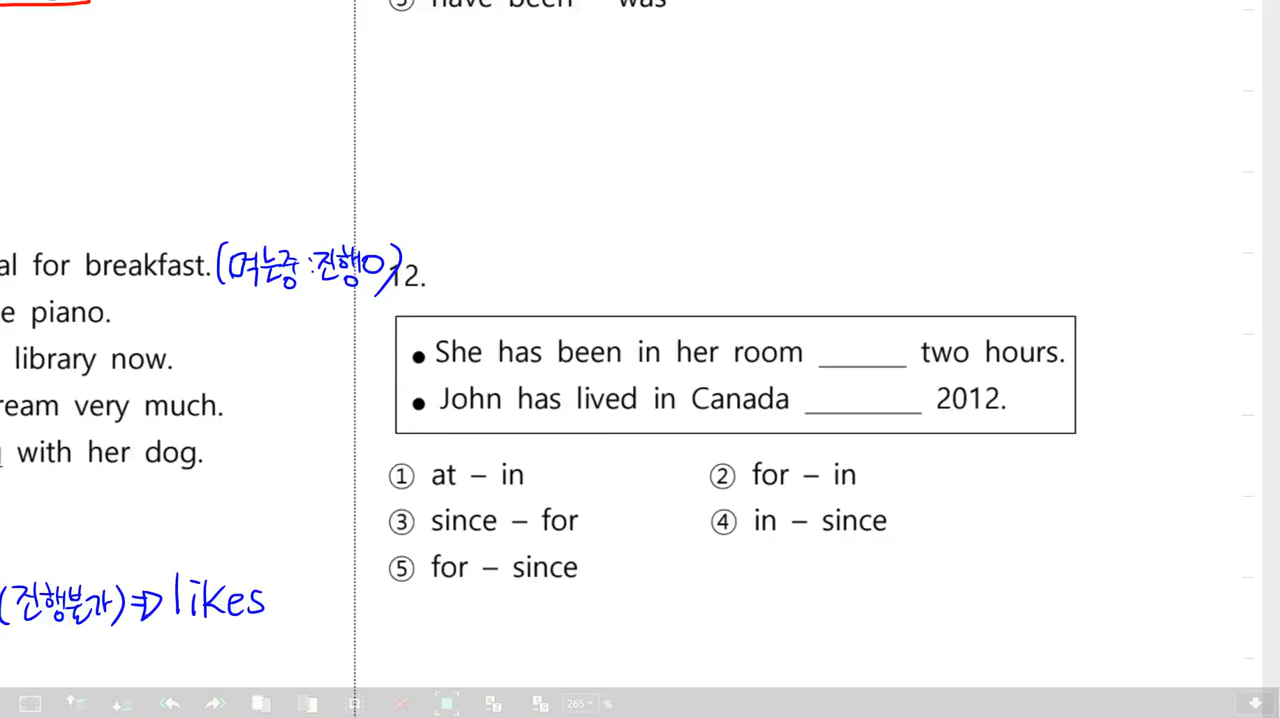 ③ have been – was
al for breakfast. (먹는중:진행O)
e piano.
library now.
ream very much.
with her dog.
(진행불가)=> likes
12.
● She has been in her room ______ two hours.
● John has lived in Canada ________ 2012.
① at – in ② for – in
③ since – for ④ in – since
⑤ for – since
265 %